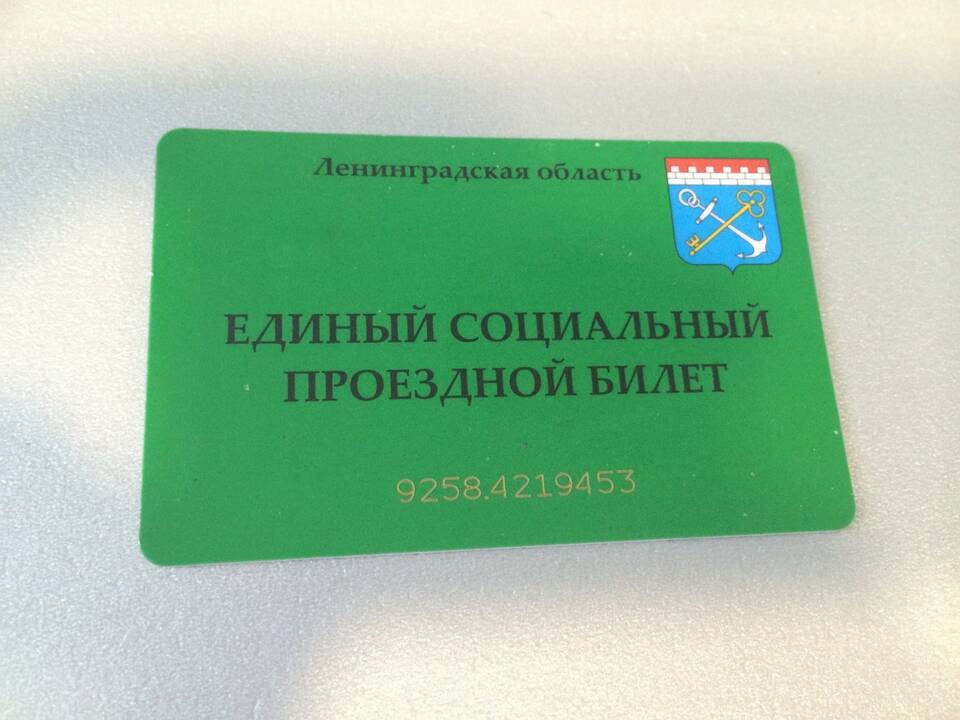 Ленинградская область
ЕДИНЫЙ СОЦИАЛЬНЫЙ
ПРОЕЗДНОЙ БИЛЕТ
9258.4219453